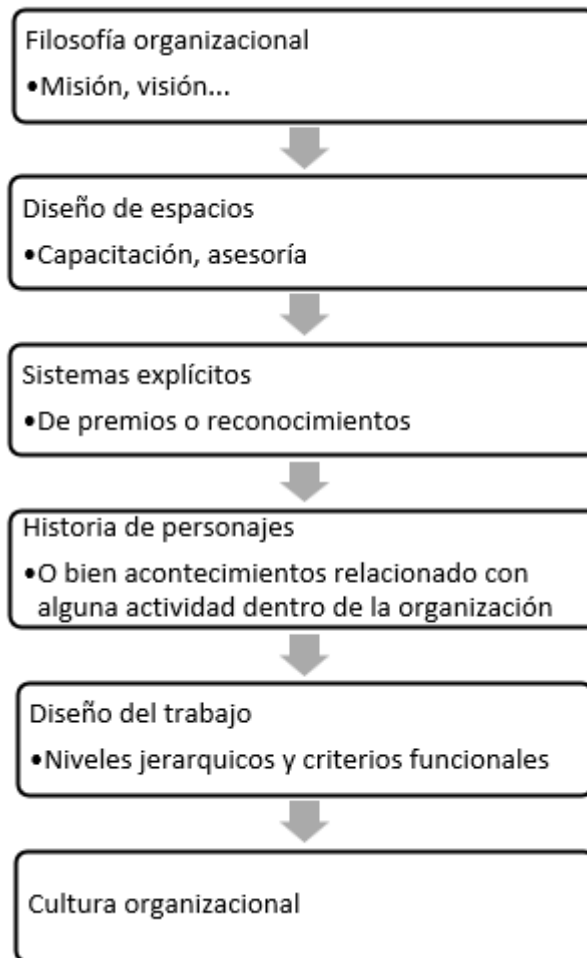 Filosofía organizacional
•Misión, visión...
Diseño de espacios
•Capacitación, asesoría
Sistemas explícitos
•De premios o reconocimientos
Historia de personajes
•O bien acontecimientos relacionado con
alguna actividad dentro de la organización
Diseño del trabajo
•Niveles jerarquicos y criterios funcionales
Cultura organizacional